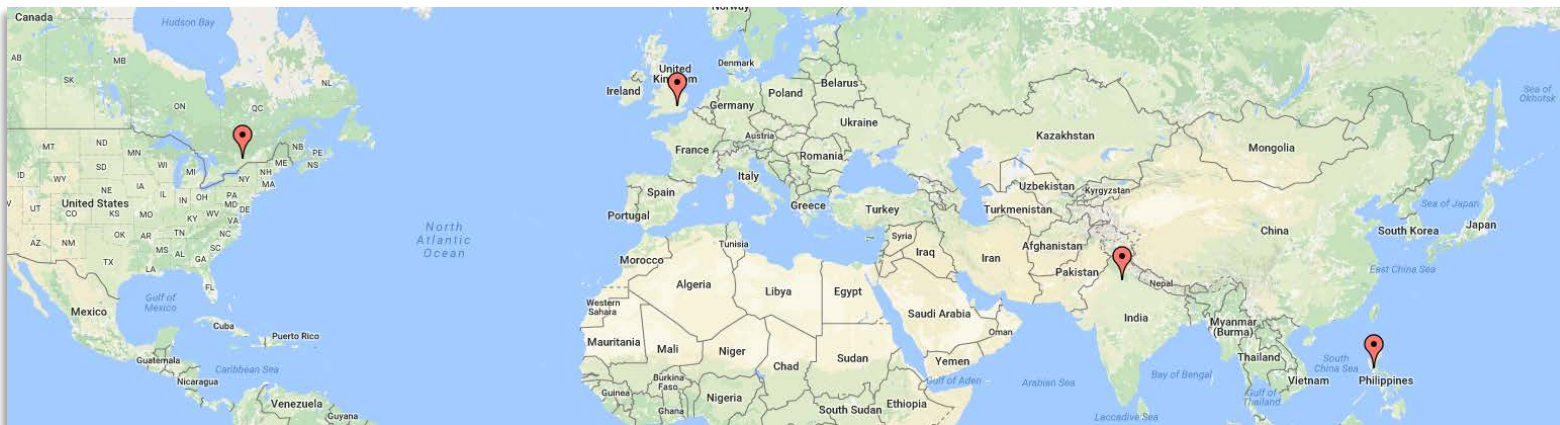 Canada
Hudson Bay
Norway
AB
MB
SK
NL
ON
QC
United
Kingdom
Denmark
Ireland
Belarus
Poland
Germany
Sea of
Okhotsk
Ukraine
Kazakhstan
Austria
MT
ND
MN
NB
PE
ME
NS
France
Romania
Mongolia
WI
MI
NH
ID
SD
WY
NY
MA
Italy
Uzbekistan
Kyrgyzstan
NE
IA
IL
IN
OH
PA
MD
DE
Spain
V
UT
United States
CO
KS
MO
KY
WV
VA
Portugal
Greece
Turkey
Turkmenistan
Sea of Japan
North
Atlantic
Ocean
OK
TN
NC
AR
AZ
NM
MS
AL
SC
GA
Tunisia
Syria
Iraq
Iran
Afghanistan
China
South Korea
Japan
TX
LA
Morocco
Pakistan
East China Sea
FL
Algeria
Libya
Egypt
Nepal
Gulf of
Mexico
Mexico
Western
Sahara
Saudi Arabia
India
Cuba
Puerto Rico
Oman
Myanmar
(Burma)
Mauritania
Mali
Niger
Sudan
Chad
Yemen
Thailand
South
China Sea
Guatemala
Caribbean Sea
Nicaragua
Burkina
Faso
Gulf of Aden
Arabian Sea
Bay of Bengal
Vietnam
Philippines
Guinea
Nigeria
Ethiopia
Gulf of
Thailand
Venezuela
Guyana
Ghana
South Sudan
Laccadive Sea